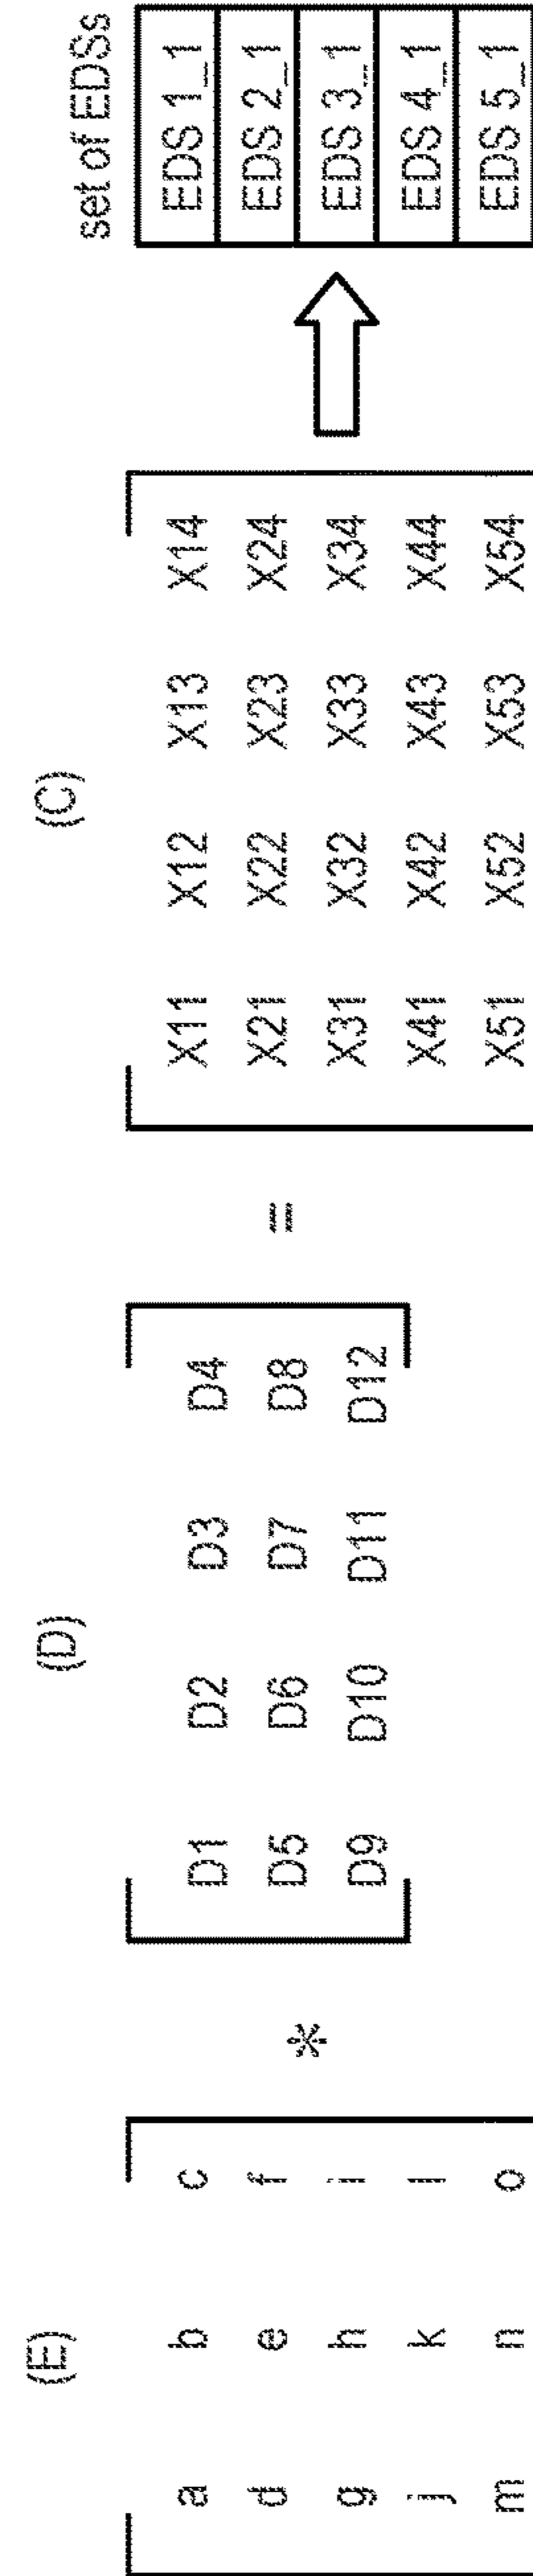 (E) (D) (C) set of EDSs
a b c D1 D2 D3 D4 X11 X12 X13 X14 EDS 1_1
d e f * D5 D6 D7 D8 = X21 X22 X23 X24 EDS 2_1
g h i D9 D10 D11 D12 X31 X32 X33 X34 EDS 3_1
j k l X41 X42 X43 X44 EDS 4_1
m n o X51 X52 X53 X54 EDS 5_1